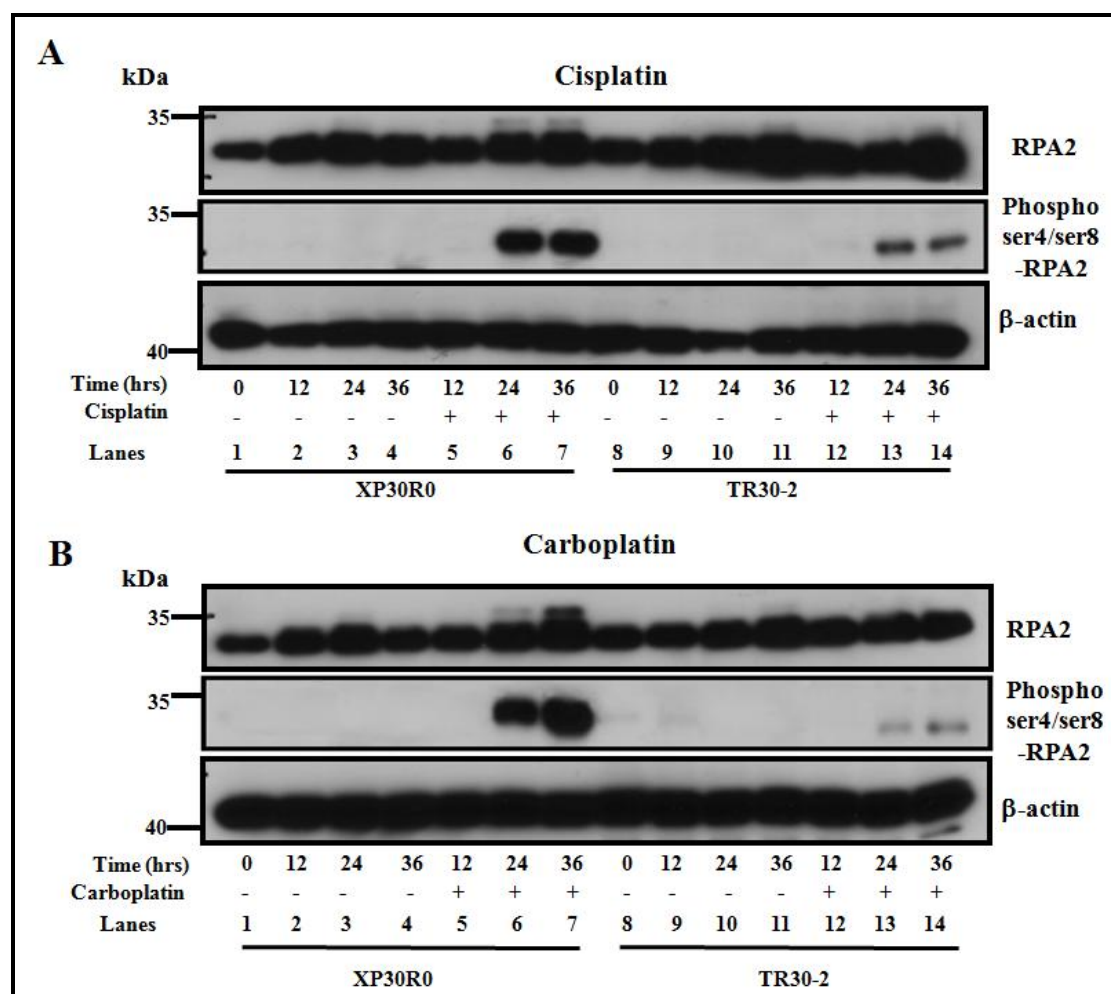 A
kDa
Cisplatin
35
RPA2
35
Phospho
ser4/ser8
-RPA2
β-actin
40
Time (hrs) 0 12 24 36 12 24 36 0 12 24 36 12 24 36
Cisplatin - - - - + + + - - - - + + +
Lanes 1 2 3 4 5 6 7 8 9 10 11 12 13 14
XP30R0 TR30-2
B
Carboplatin
kDa
35
RPA2
35
Phospho
ser4/ser8
-RPA2
β-actin
40
Time (hrs) 0 12 24 36 12 24 36 0 12 24 36 12 24 36
Carboplatin - - - - + + + - - - - + + +
Lanes 1 2 3 4 5 6 7 8 9 10 11 12 13 14
XP30R0 TR30-2